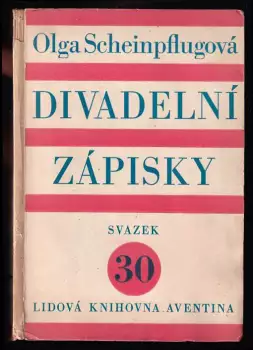 Olga Scheinpflugová
DIVADELNÍ
ZÁPISKY
SVAZEK
30
LIDOVÁ KNIHOVNA AVENTINA